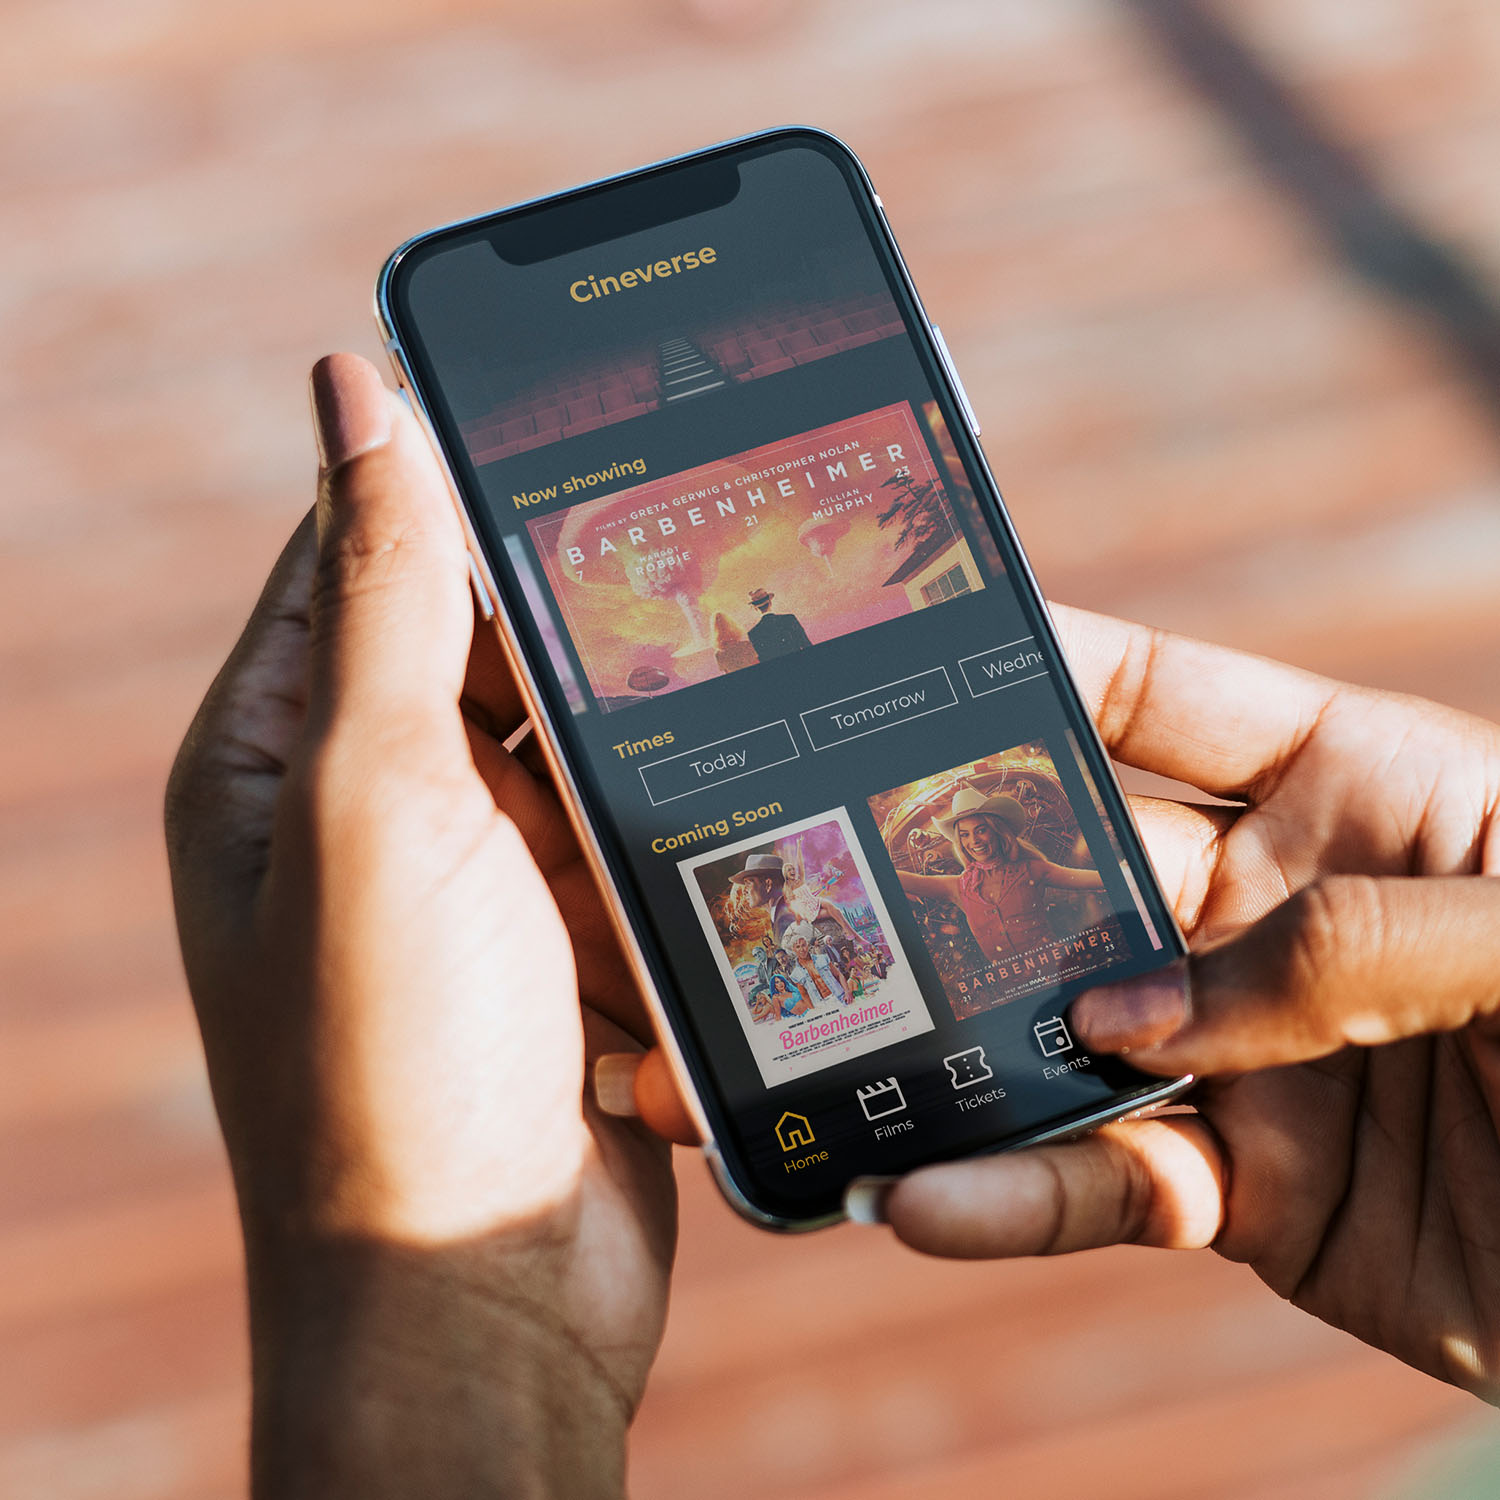 Cineverse
Now showing
FILMS BY GRETA GERWIG & CHRISTOPHER NOLAN
BARBENHEIMER
7 21 23
MARGOT ROBBIE
CILLIAN MURPHY
Times
Today
Tomorrow
Wedne
Coming Soon
Barbenheimer
BARBENHEIMER
21 7 23
Home
Films
Tickets
Events